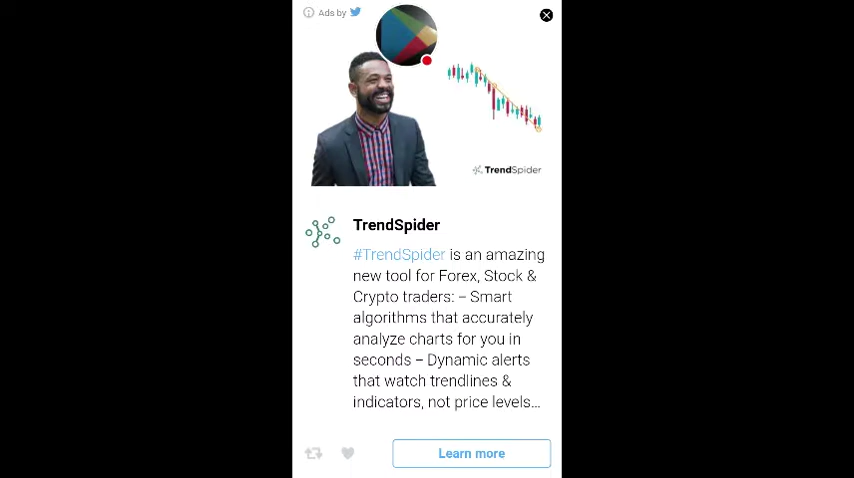 Ads by
TrendSpider
TrendSpider
#TrendSpider is an amazing
new tool for Forex, Stock &
Crypto traders: – Smart
algorithms that accurately
analyze charts for you in
seconds – Dynamic alerts
that watch trendlines &
indicators, not price levels...
Learn more